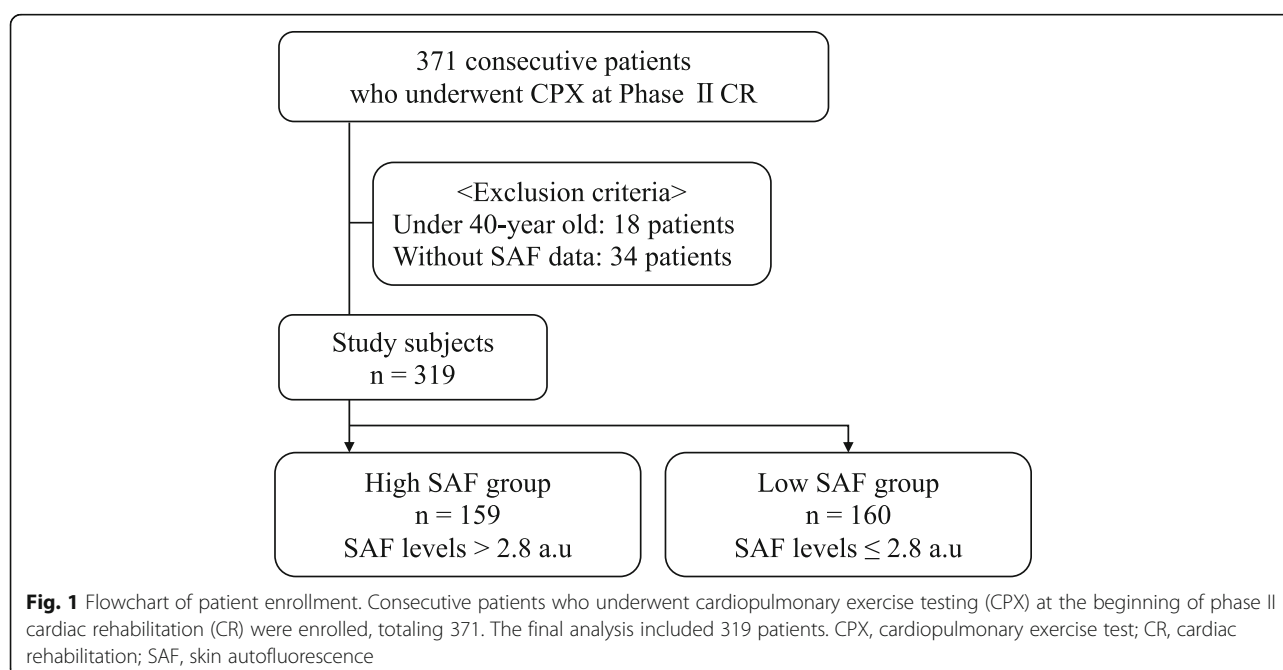 371 consecutive patients
who underwent CPX at Phase Ⅱ CR
<Exclusion criteria>
Under 40-year old: 18 patients
Without SAF data: 34 patients
Study subjects
n = 319
High SAF group
n = 159
SAF levels > 2.8 a.u
Low SAF group
n = 160
SAF levels ≤ 2.8 a.u
Fig. 1 Flowchart of patient enrollment. Consecutive patients who underwent cardiopulmonary exercise testing (CPX) at the beginning of phase II
cardiac rehabilitation (CR) were enrolled, totaling 371. The final analysis included 319 patients. CPX, cardiopulmonary exercise test; CR, cardiac
rehabilitation; SAF, skin autofluorescence